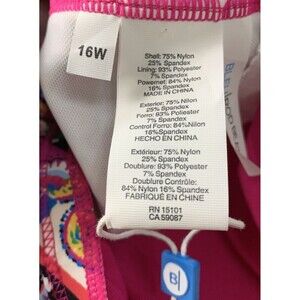 16W
Shell: 75% Nylon
25% Spandex
Lining: 93% Polyester
7% Spandex
Powernet: 84% Nylon
16% Spandex
MADE IN CHINA
Exterior: 75% Nilon
25% Spandex
Forro: 93% Poliester
7% Spandex
Control Forro: 84%Nilon
16%Spandex
HECHO EN CHINA
Extérieur: 75% Nylon
25% Spandex
Doublure: 93% Polyester
7% Spandex
Doublure Contrôle:
84% Nylon 16% Spandex
FABRIQUÉ EN CHINE
RN 15101
CA 59087
B